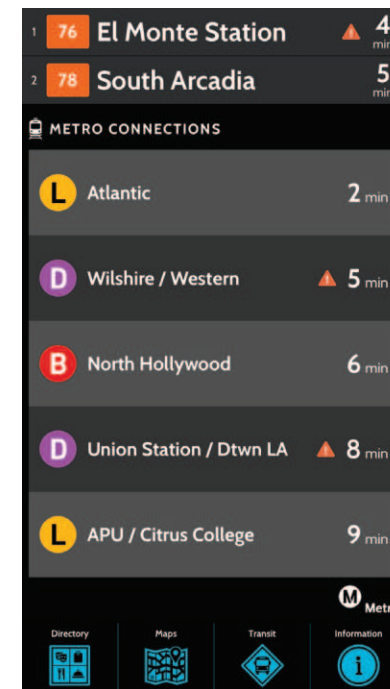 1 76 El Monte Station 4
min
2 78 South Arcadia 5
min
METRO CONNECTIONS
L Atlantic 2 min
D Wilshire / Western 5 min
B North Hollywood 6 min
D Union Station / Dtwn LA 8 min
L APU / Citrus College 9 min
M Metr
Directory Maps Transit Information
i